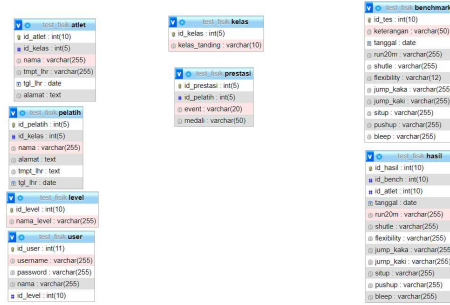 test_fisik atlet
id_atlet : int(10)
id_kelas : int(5)
nama : varchar(255)
tmpt_lhr : varchar(255)
tgl_lhr : date
alamat : text
test_fisik pelatih
id_pelatih : int(5)
id_kelas : int(5)
nama : varchar(255)
alamat : text
tmpt_lhr : text
tgl_lhr : date
test_fisik level
id_level : int(10)
nama_level : varchar(255)
test_fisik user
id_user : int(11)
username : varchar(255)
password : varchar(255)
nama : varchar(255)
id_level : int(10)
test_fisik kelas
id_kelas : int(5)
kelas_tanding : varchar(10)
test_fisik prestasi
id_prestasi : int(5)
id_pelatih : int(5)
event : varchar(20)
medali : varchar(50)
test_fisik benchmark
id_tes : int(10)
keterangan : varchar(50)
tanggal : date
run20m : varchar(255)
shutle : varchar(255)
flexibility : varchar(12)
jump_kaka : varchar(255)
jump_kaki : varchar(255)
situp : varchar(255)
pushup : varchar(255)
bleep : varchar(255)
test_fisik hasil
id_hasil : int(10)
id_bench : int(10)
id_atlet : int(10)
tanggal : date
run20m : varchar(255)
shutle : varchar(255)
flexibility : varchar(255)
jump_kaka : varchar(255
jump_kaki : varchar(255)
situp : varchar(255)
pushup : varchar(255)
bleep : varchar(255)